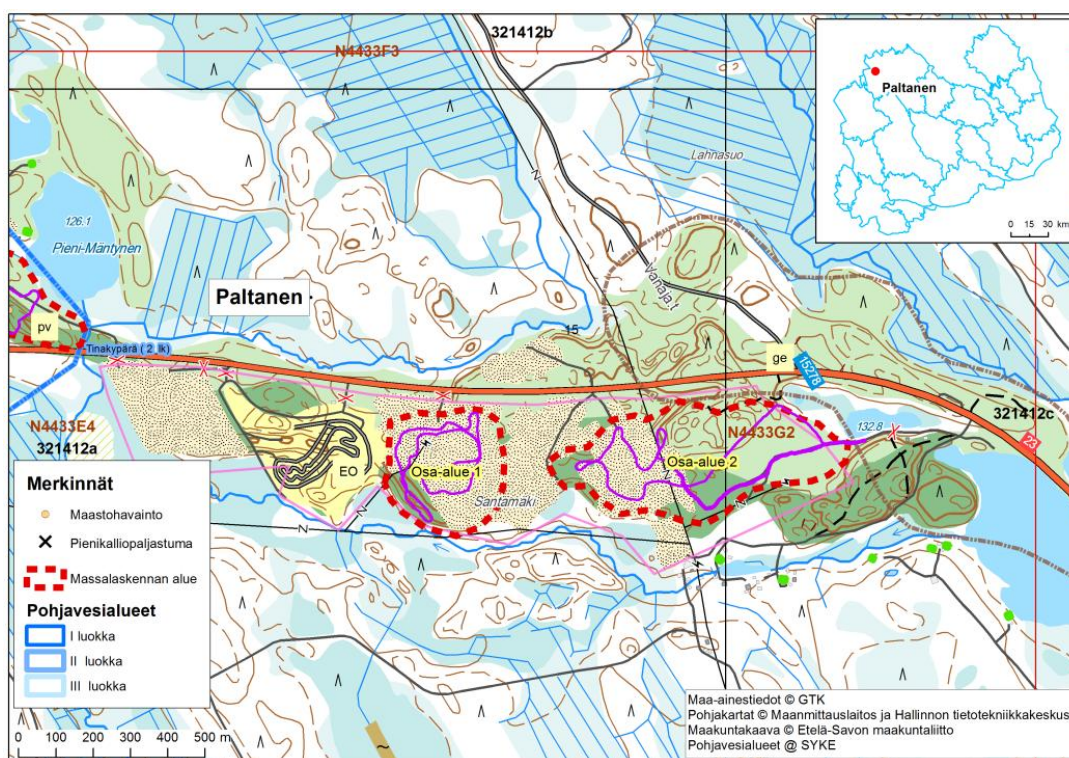 321412b
N4433F3
Paltanen
0 15 30 km
Lahnasuo
126.1
Pieni-Mäntynen
Vanaja.t
Paltanen
15
pv
Tinakypärä ( 2 lk)
ge
15218
N4433E4
321412a
N4433G2
132.8
321412c
23
EO
Osa-alue 1
Osa-alue 2
Santamäki
Merkinnät
Maastohavainto
Pienikalliopaljastuma
Massalaskennan alue
Pohjavesialueet
I luokka
II luokka
III luokka
0 100 200 300 400 500 m
Maa-ainestiedot © GTK
Pohjakartat © Maanmittauslaitos ja Hallinnon tietotekniikkakeskus
Maakuntakaava © Etelä-Savon maakuntaliitto
Pohjavesialueet @ SYKE